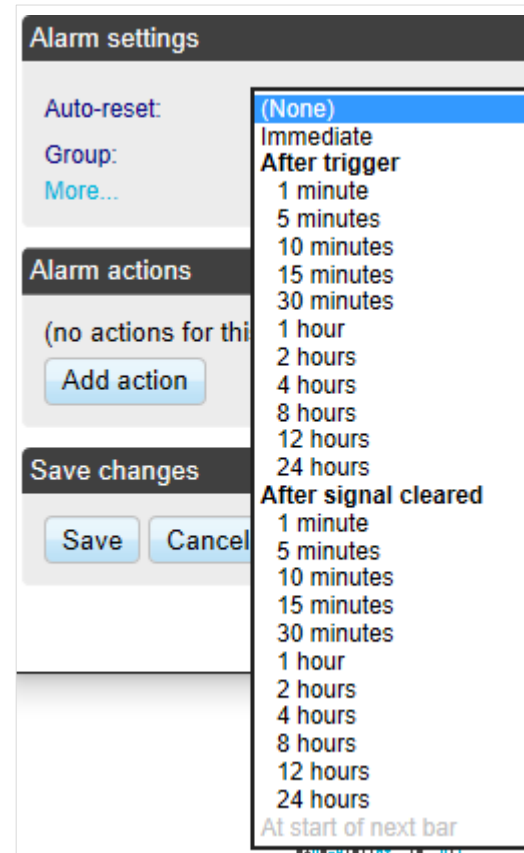 Alarm settings
Auto-reset:
Group:
More...
(None)
Immediate
After trigger
1 minute
5 minutes
10 minutes
15 minutes
30 minutes
1 hour
2 hours
4 hours
8 hours
12 hours
24 hours
After signal cleared
1 minute
5 minutes
10 minutes
15 minutes
30 minutes
1 hour
2 hours
4 hours
8 hours
12 hours
24 hours
At start of next bar
Alarm actions
(no actions for
Add action
Save changes
Save
Cancel